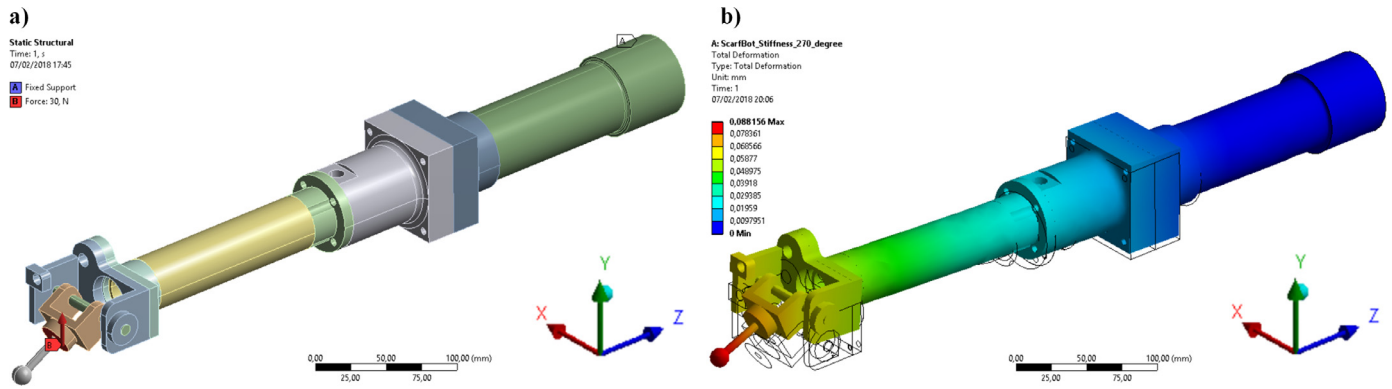 a)
Static Structural
Time: 1, s
07/02/2018 17:45
A Fixed Support
B Force: 30, N
A
B
X
Y
Z
0,00 50,00 100,00 (mm)
25,00 75,00
b)
A: ScarfBot_Stiffness_270_degree
Total Deformation
Type: Total Deformation
Unit: mm
Time: 1
07/02/2018 20:06
0,088156 Max
0,078361
0,068566
0,05877
0,048975
0,03918
0,029385
0,01959
0,0097951
0 Min
X
Y
Z
0,00 50,00 100,00 (mm)
25,00 75,00